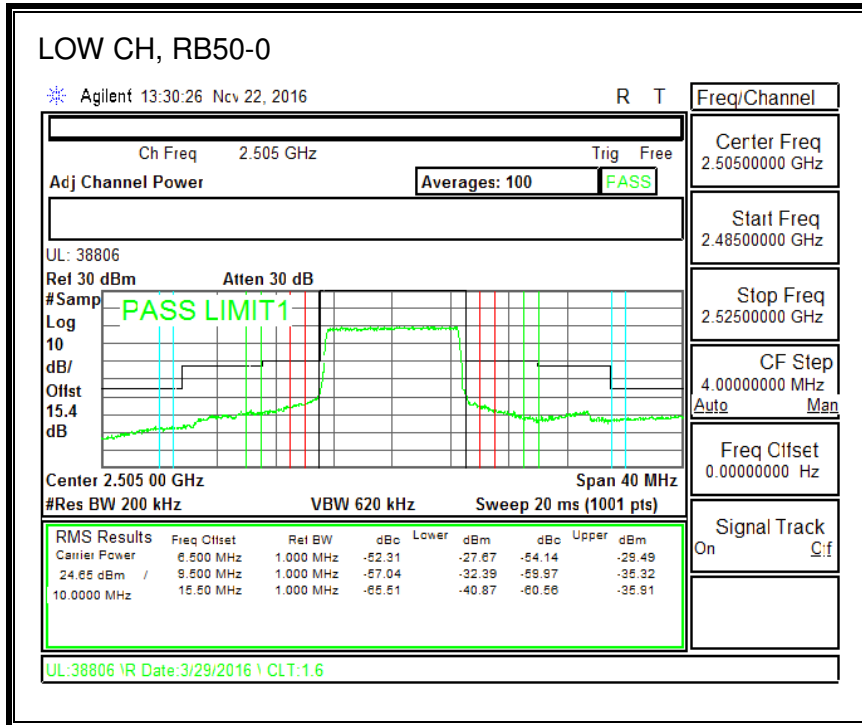 LOW CH, RB50-0
Agilent 13:30:26 Nov 22, 2016 R T
Freq/Channel
Ch Freq 2.505 GHz Trig Free
Adj Channel Power Averages: 100 PASS
Center Freq
2.50500000 GHz
Start Freq
2.48500000 GHz
UL: 38806
Ref 30 dBm Atten 30 dB
#Samp
Log
10
dB/
Offst
15.4
dB
PASS LIMIT1
Stop Freq
2.52500000 GHz
CF Step
4.00000000 MHz
Auto Man
Freq Offset
0.00000000 Hz
Center 2.505 00 GHz Span 40 MHz
#Res BW 200 kHz VBW 620 kHz Sweep 20 ms (1001 pts)
Signal Track
On Off
RMS Results Freq Offset Ref BW dBc Lower dBm dBc Upper dBm
Carrier Power 6.500 MHz 1.000 MHz -52.31 -27.67 -54.14 -29.49
24.65 dBm / 9.500 MHz 1.000 MHz -57.04 -32.39 -59.97 -35.32
10.0000 MHz 15.50 MHz 1.000 MHz -65.51 -40.87 -60.56 -35.91
UL:38806 \R Date:3/29/2016 \ CLT:1.6